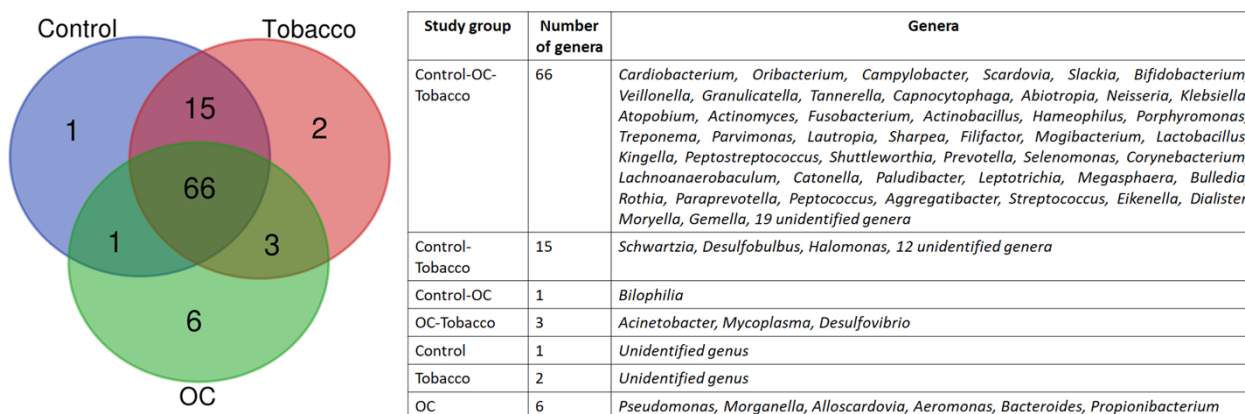 Control
Tobacco
1
15
2
66
1
3
6
OC
Study group
Number
of genera
Genera
Control-OC-
Tobacco
66
Cardiobacterium, Oribacterium, Campylobacter, Scardovia, Slackia, Bifidobacterium,
Veillonella, Granulicatella, Tannerella, Capnocytophaga, Abiotropia, Neisseria, Klebsiella,
Atopobium, Actinomyces, Fusobacterium, Actinobacillus, Hameophilus, Porphyromonas,
Treponema, Parvimonas, Lautropia, Sharpea, Filifactor, Mogibacterium, Lactobacillus,
Kingella, Peptostreptococcus, Shuttleworthia, Prevotella, Selenomonas, Corynebacterium,
Lachnoanaerobaculum, Catonella, Paludibacter, Leptotrichia, Megasphaera, Bulledia,
Rothia, Paraprevotella, Peptococcus, Aggregatibacter, Streptococcus, Eikenella, Dialister,
Moryella, Gemella, 19 unidentified genera
Control-
Tobacco
15
Schwartzia, Desulfobulbus, Halomonas, 12 unidentified genera
Control-OC
1
Bilophilia
OC-Tobacco
3
Acinetobacter, Mycoplasma, Desulfovibrio
Control
1
Unidentified genus
Tobacco
2
Unidentified genus
OC
6
Pseudomonas, Morganella, Alloscardovia, Aeromonas, Bacteroides, Propionibacterium